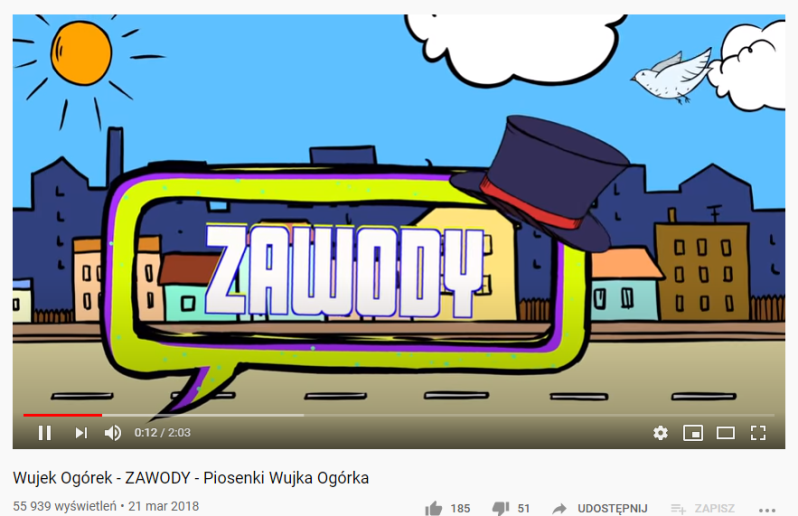 ZAWODY
0:12 / 2:03
Wujek Ogórek - ZAWODY - Piosenki Wujka Ogórka
55 939 wyświetleń • 21 mar 2018
185 51 UDOSTĘPNIJ ZAPISZ